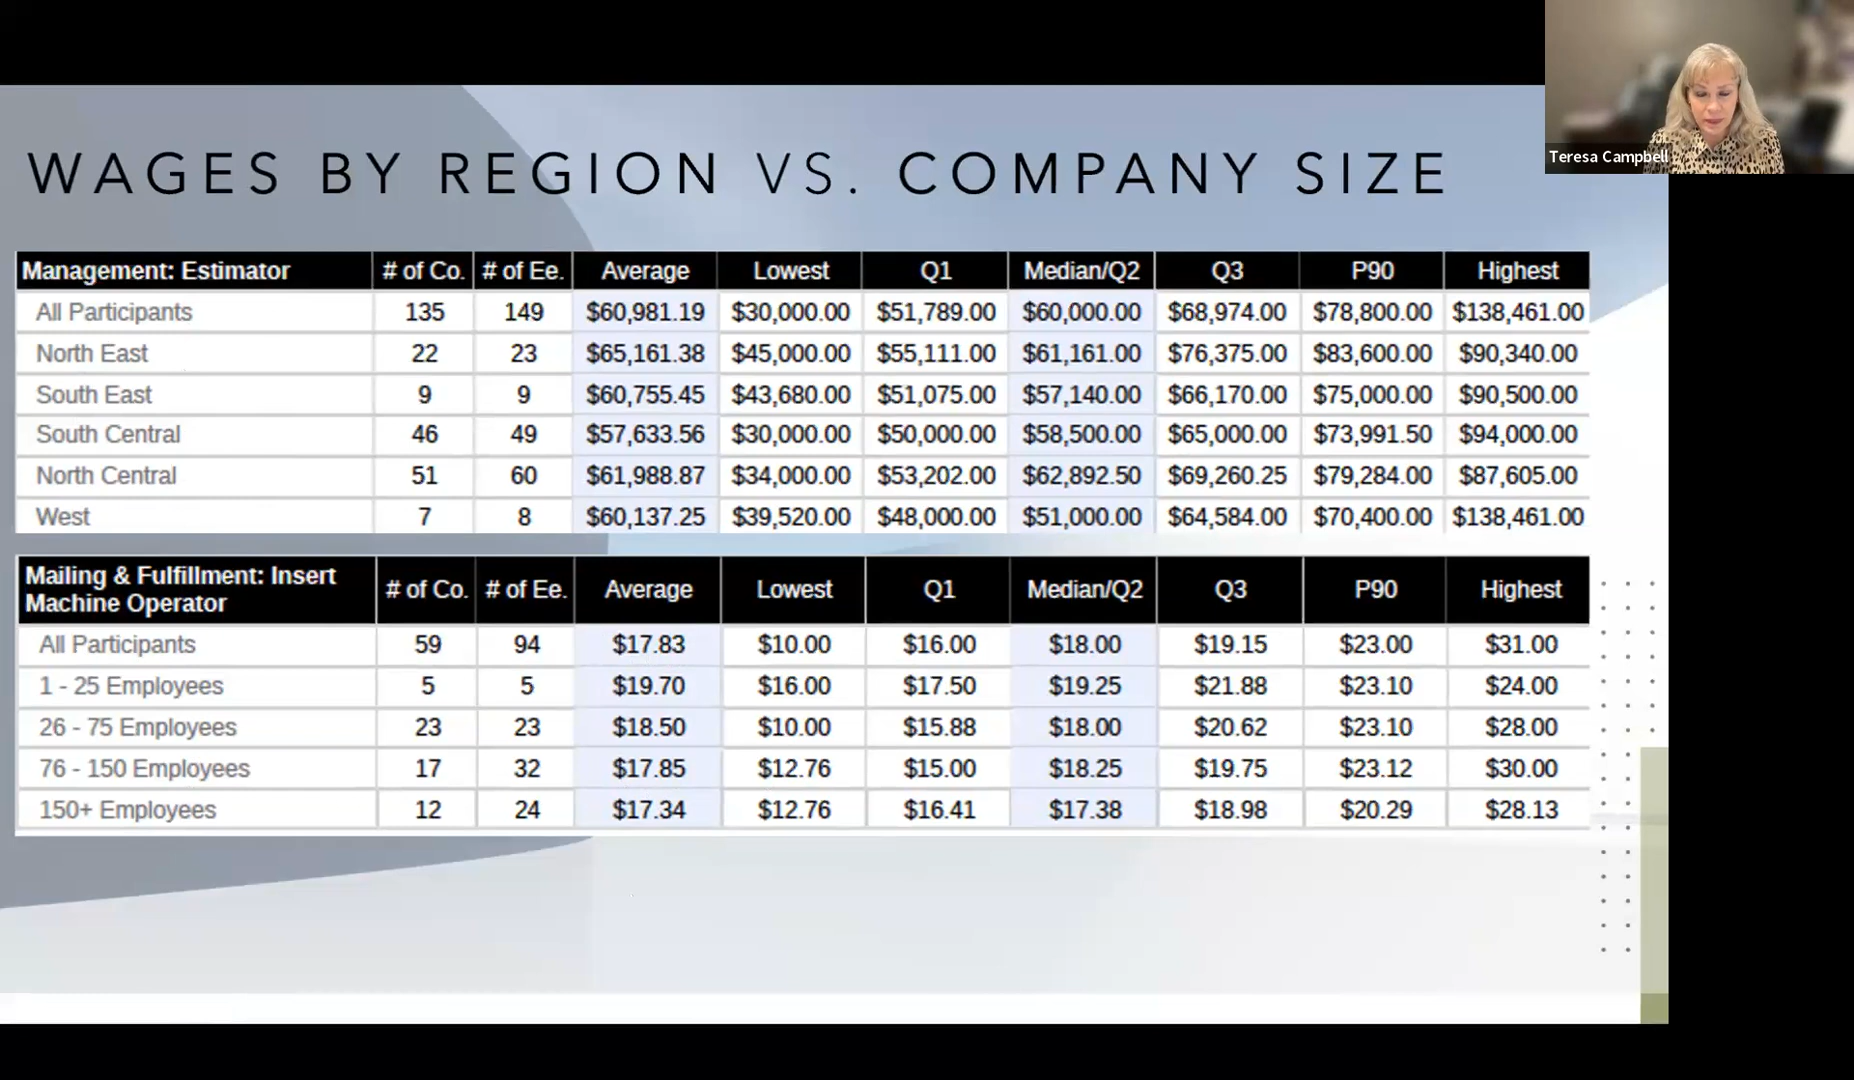 Teresa Campbell
WAGES BY REGION VS. COMPANY SIZE
Management: Estimator # of Co. # of Ee. Average Lowest Q1 Median/Q2 Q3 P90 Highest
All Participants 135 149 $60,981.19 $30,000.00 $51,789.00 $60,000.00 $68,974.00 $78,800.00 $138,461.00
North East 22 23 $65,161.38 $45,000.00 $55,111.00 $61,161.00 $76,375.00 $83,600.00 $90,340.00
South East 9 9 $60,755.45 $43,680.00 $51,075.00 $57,140.00 $66,170.00 $75,000.00 $90,500.00
South Central 46 49 $57,633.56 $30,000.00 $50,000.00 $58,500.00 $65,000.00 $73,991.50 $94,000.00
North Central 51 60 $61,988.87 $34,000.00 $53,202.00 $62,892.50 $69,260.25 $79,284.00 $87,605.00
West 7 8 $60,137.25 $39,520.00 $48,000.00 $51,000.00 $64,584.00 $70,400.00 $138,461.00
Mailing & Fulfillment: Insert
Machine Operator # of Co. # of Ee. Average Lowest Q1 Median/Q2 Q3 P90 Highest
All Participants 59 94 $17.83 $10.00 $16.00 $18.00 $19.15 $23.00 $31.00
1 - 25 Employees 5 5 $19.70 $16.00 $17.50 $19.25 $21.88 $23.10 $24.00
26 - 75 Employees 23 23 $18.50 $10.00 $15.88 $18.00 $20.62 $23.10 $28.00
76 - 150 Employees 17 32 $17.85 $12.76 $15.00 $18.25 $19.75 $23.12 $30.00
150+ Employees 12 24 $17.34 $12.76 $16.41 $17.38 $18.98 $20.29 $28.13